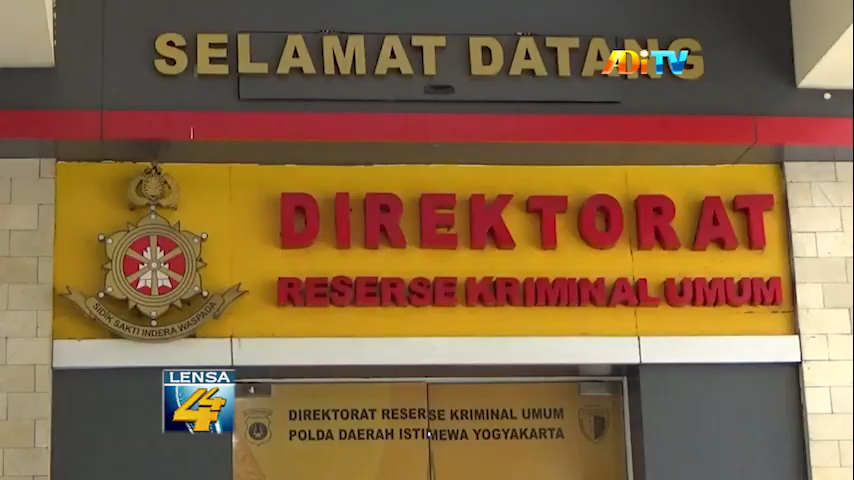 SELAMAT DATANG
ADiTV
DIREKTORAT
RESERSE KRIMINAL UMUM
SIDIK SAKTI INDERA WASPADA
LENSA
44
DIREKTORAT RESERSE KRIMINAL UMUM
POLDA DAERAH ISTIMEWA YOGYAKARTA